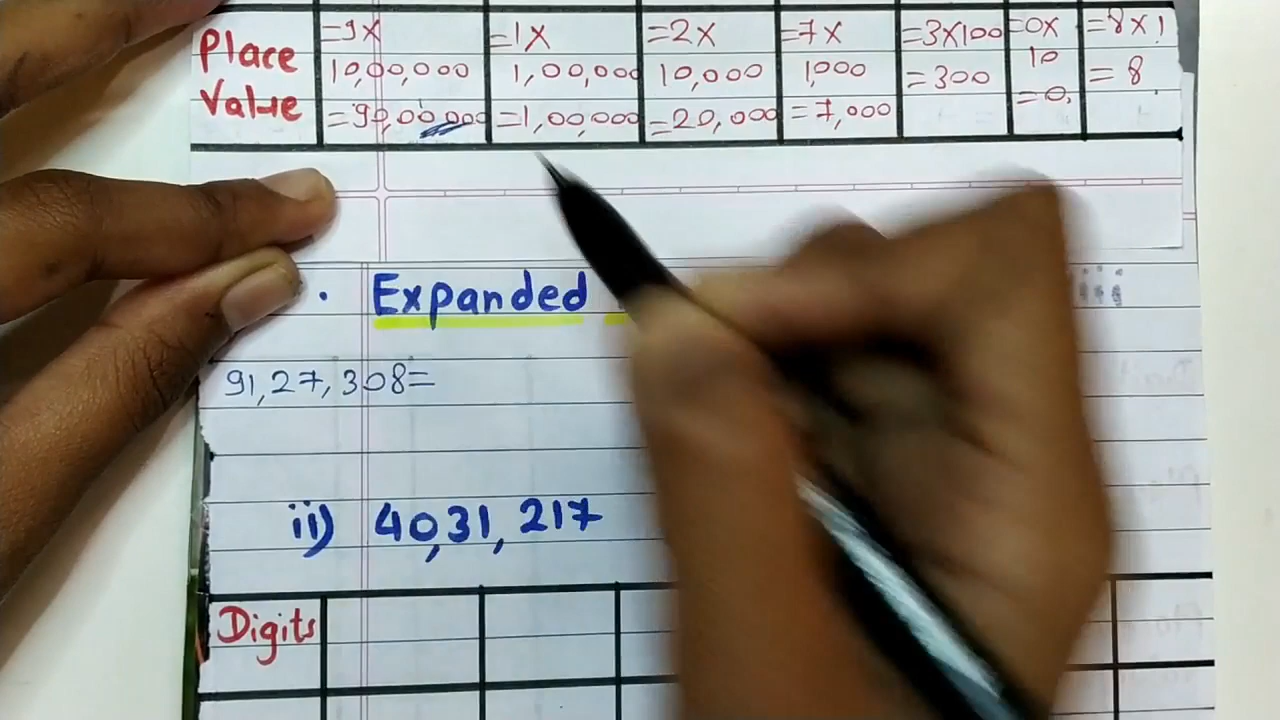 Place Value
=9X 10,00,000 =90,00,000
=1X 1,00,000 =1,00,000
=2X 10,000 =20,000
=7X 1,000 =7,000
=3X100 =300
=0X 10 =0
=8X1 =8
. Expanded
91,27,308=
ii) 40,31,217
Digits